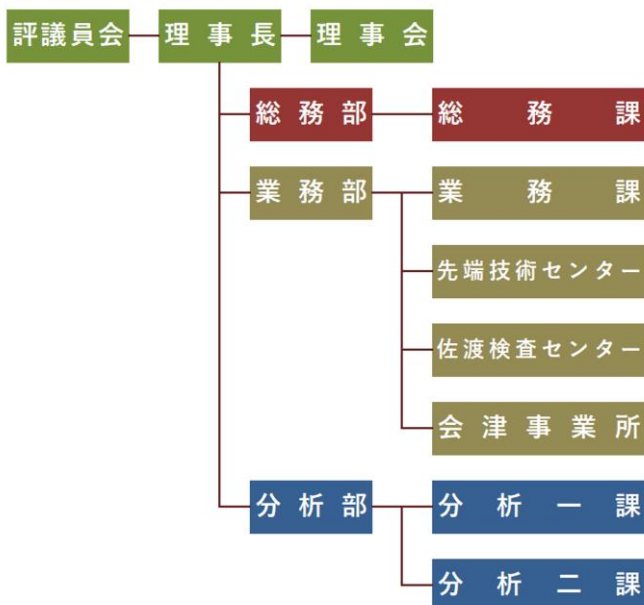 評議員会 理事長 理事会
総務部 総務課
業務部 業務課
先端技術センター
佐渡検査センター
会津事業所
分析部 分析一課
分析二課